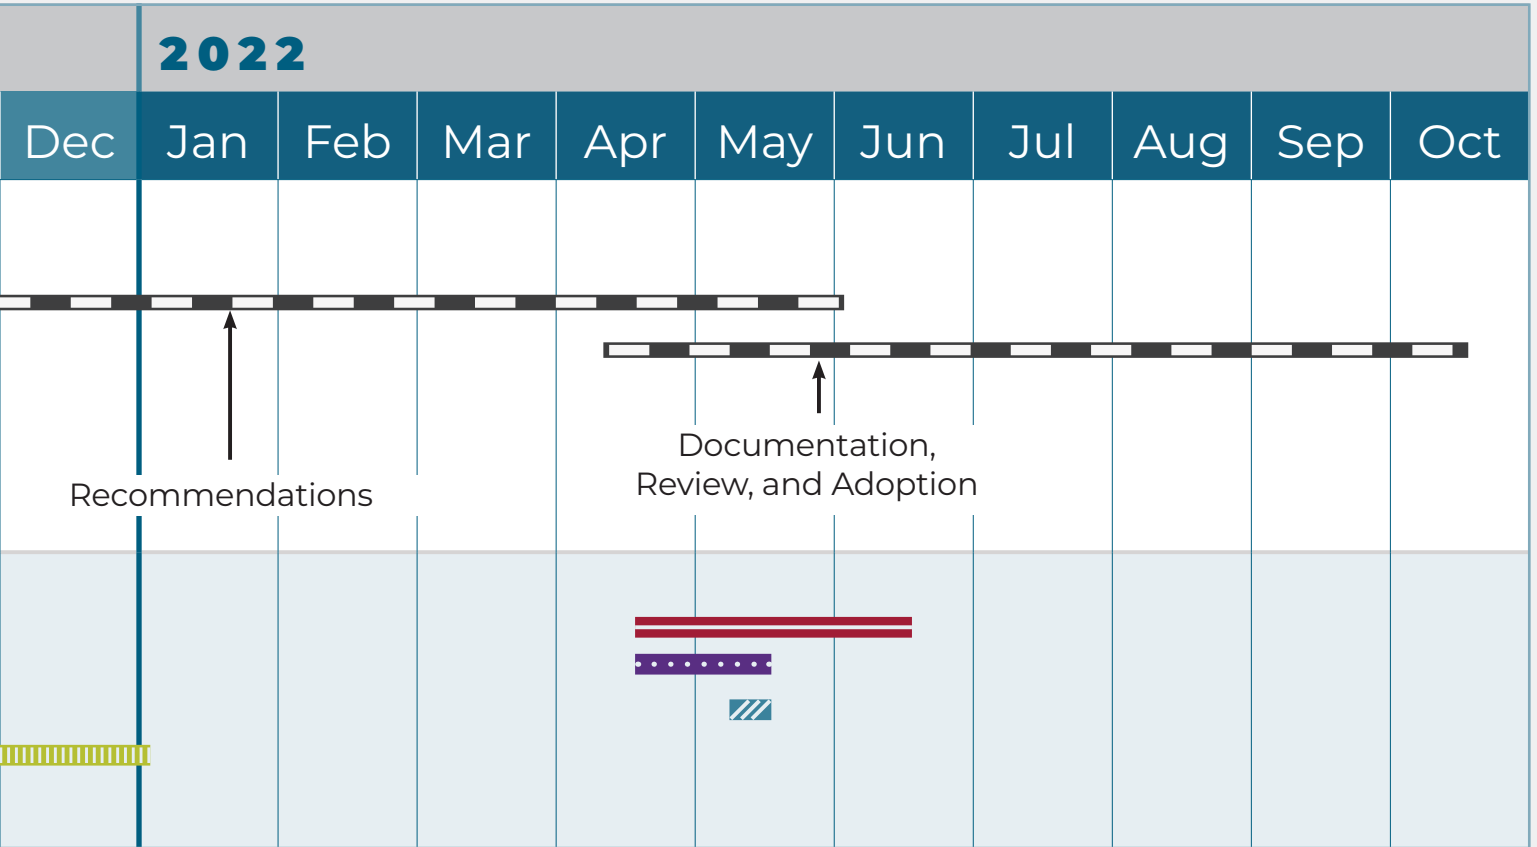 2022
Dec Jan Feb Mar Apr May Jun Jul Aug Sep Oct
Documentation,
Review, and Adoption
Recommendations